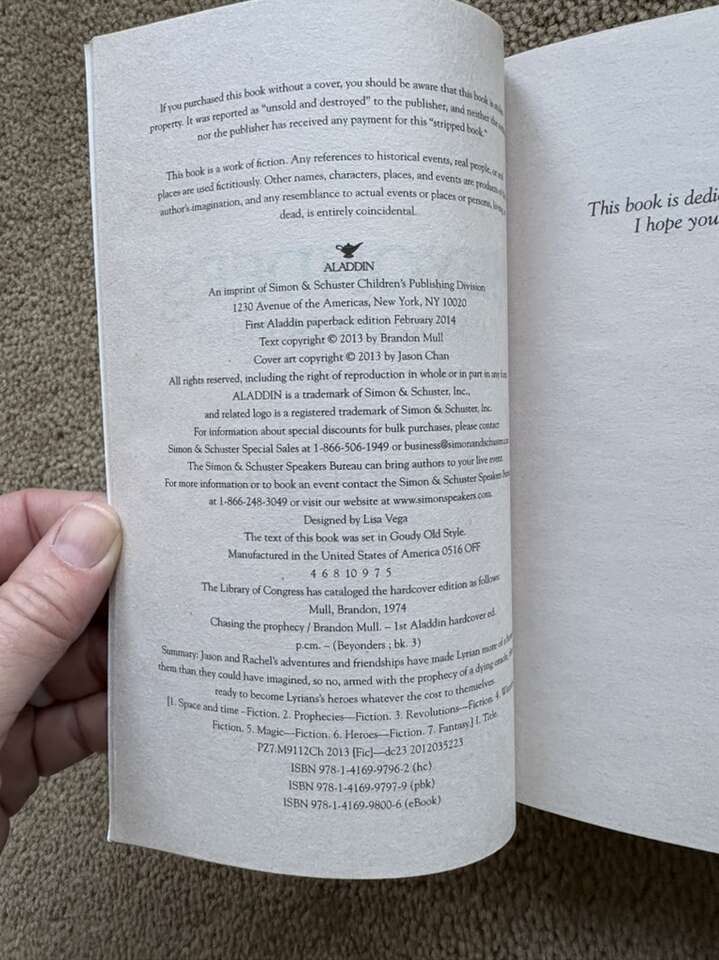 If you purchased this book without a cover, you should be aware that this book is
property. It was reported as "unsold and destroyed" to the publisher, and neither the
nor the publisher has received any payment for this "stripped book."
This book is a work of fiction. Any references to historical events, real people, or
places are used fictitiously. Other names, characters, places, and events are products of
author's imagination, and any resemblance to actual events or places or persons,
dead, is entirely coincidental.
ALADDIN
An imprint of Simon & Schuster Children's Publishing Division
1230 Avenue of the Americas, New York, NY 10020
First Aladdin paperback edition February 2014
Text copyright © 2013 by Brandon Mull
Cover art copyright © 2013 by Jason Chan
All rights reserved, including the right of reproduction in whole or in part in any
ALADDIN is a trademark of Simon & Schuster, Inc.,
and related logo is a registered trademark of Simon & Schuster, Inc.
For information about special discounts for bulk purchases, please contact
Simon & Schuster Special Sales at 1-866-506-1949 or business@simonandschuster.co
The Simon & Schuster Speakers Bureau can bring authors to your live event.
For more information or to book an event contact the Simon & Schuster Speakers
at 1-866-248-3049 or visit our website at www.simonspeakers.com.
Designed by Lisa Vega
The text of this book was set in Goudy Old Style.
Manufactured in the United States of America 0516 OFF
4 6 8 10 9 7 5
The Library of Congress has cataloged the hardcover edition as follows:
Mull, Brandon, 1974
Chasing the prophecy / Brandon Mull. – 1st Aladdin hardcover ed.
p.cm. – (Beyonders ; bk. 3)
Summary: Jason and Rachel's adventures and friendships have made Lyrian more of a
them than they could have imagined, so no, armed with the prophecy of a dying oracle,
ready to become Lyrians's heroes whatever the cost to themselves.
[1. Space and time –Fiction. 2. Prophecies—Fiction. 3. Revolutions—Fiction. 4.
Fiction. 5. Magic—Fiction. 6. Heroes—Fiction. 7. Fantasy.] I. Title.
PZ7.M9112Ch 2013 [Fic]—dc23 2012035223
ISBN 978-1-4169-9796-2 (hc)
ISBN 978-1-4169-9797-9 (pbk)
ISBN 978-1-4169-9800-6 (eBook)
This book is dedi
I hope you